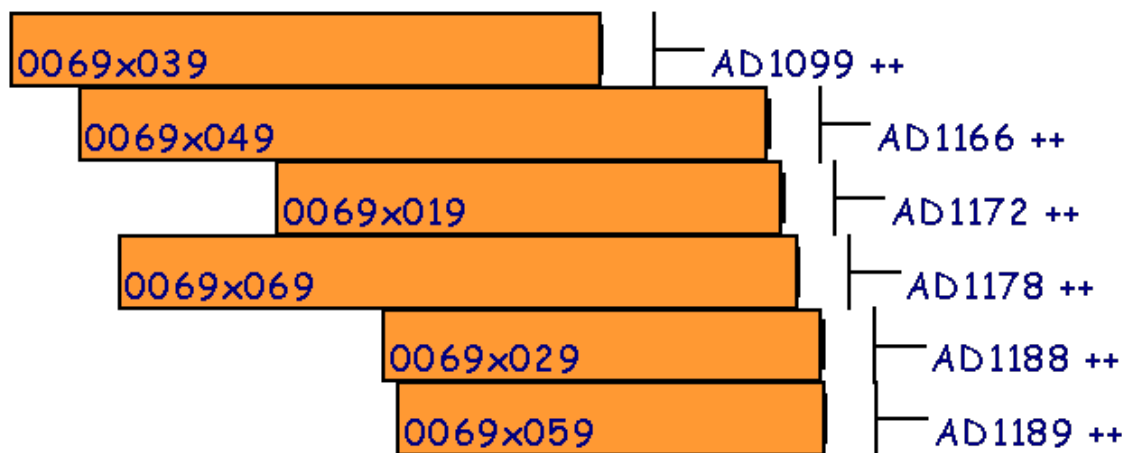 0069x039 AD1099 ++
0069x049 AD1166 ++
0069x019 AD1172 ++
0069x069 AD1178 ++
0069x029 AD1188 ++
0069x059 AD1189 ++